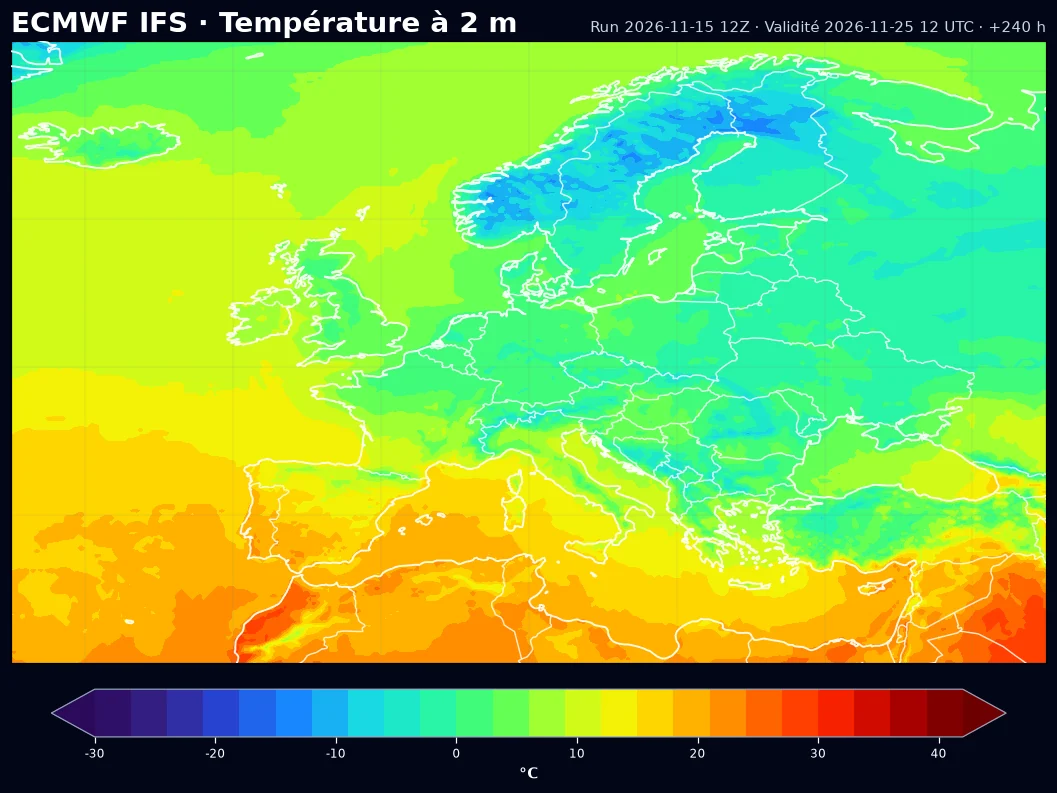 ECMWF IFS · Température à 2 m
Run 2026-11-15 12Z · Validité 2026-11-25 12 UTC · +240 h
-30 -20 -10 0 10 20 30 40
°C